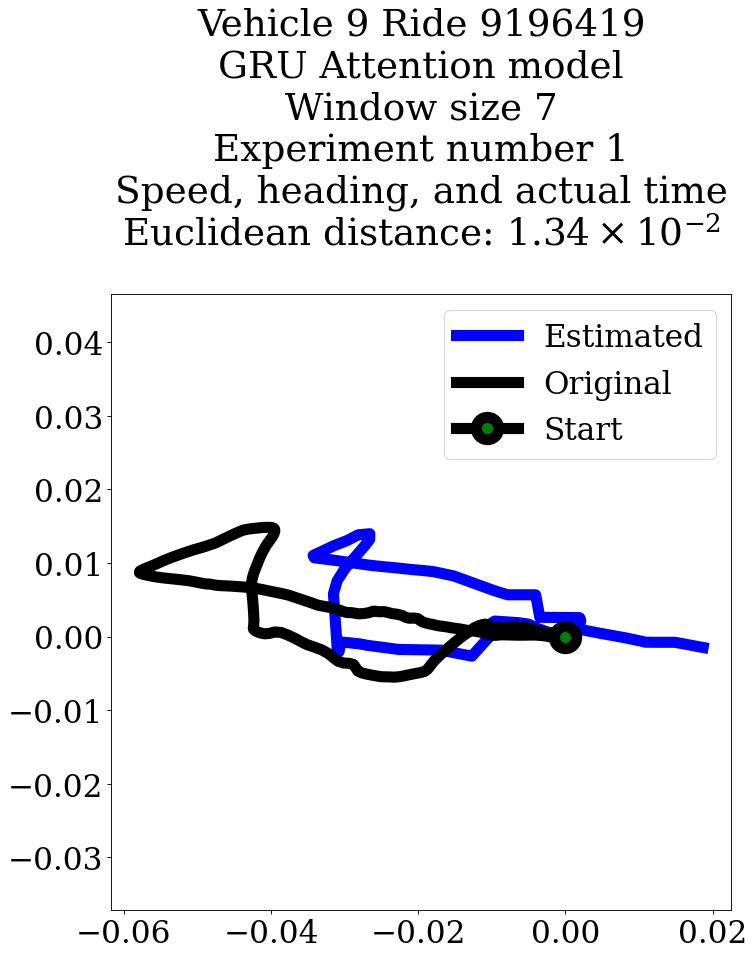 Vehicle 9 Ride 9196419
GRU Attention model
Window size 7
Experiment number 1
Speed, heading, and actual time
Euclidean distance: 1.34 × 10⁻²
Estimated
Original
Start
0.04
0.03
0.02
0.01
0.00
−0.01
−0.02
−0.03
−0.06 −0.04 −0.02 0.00 0.02